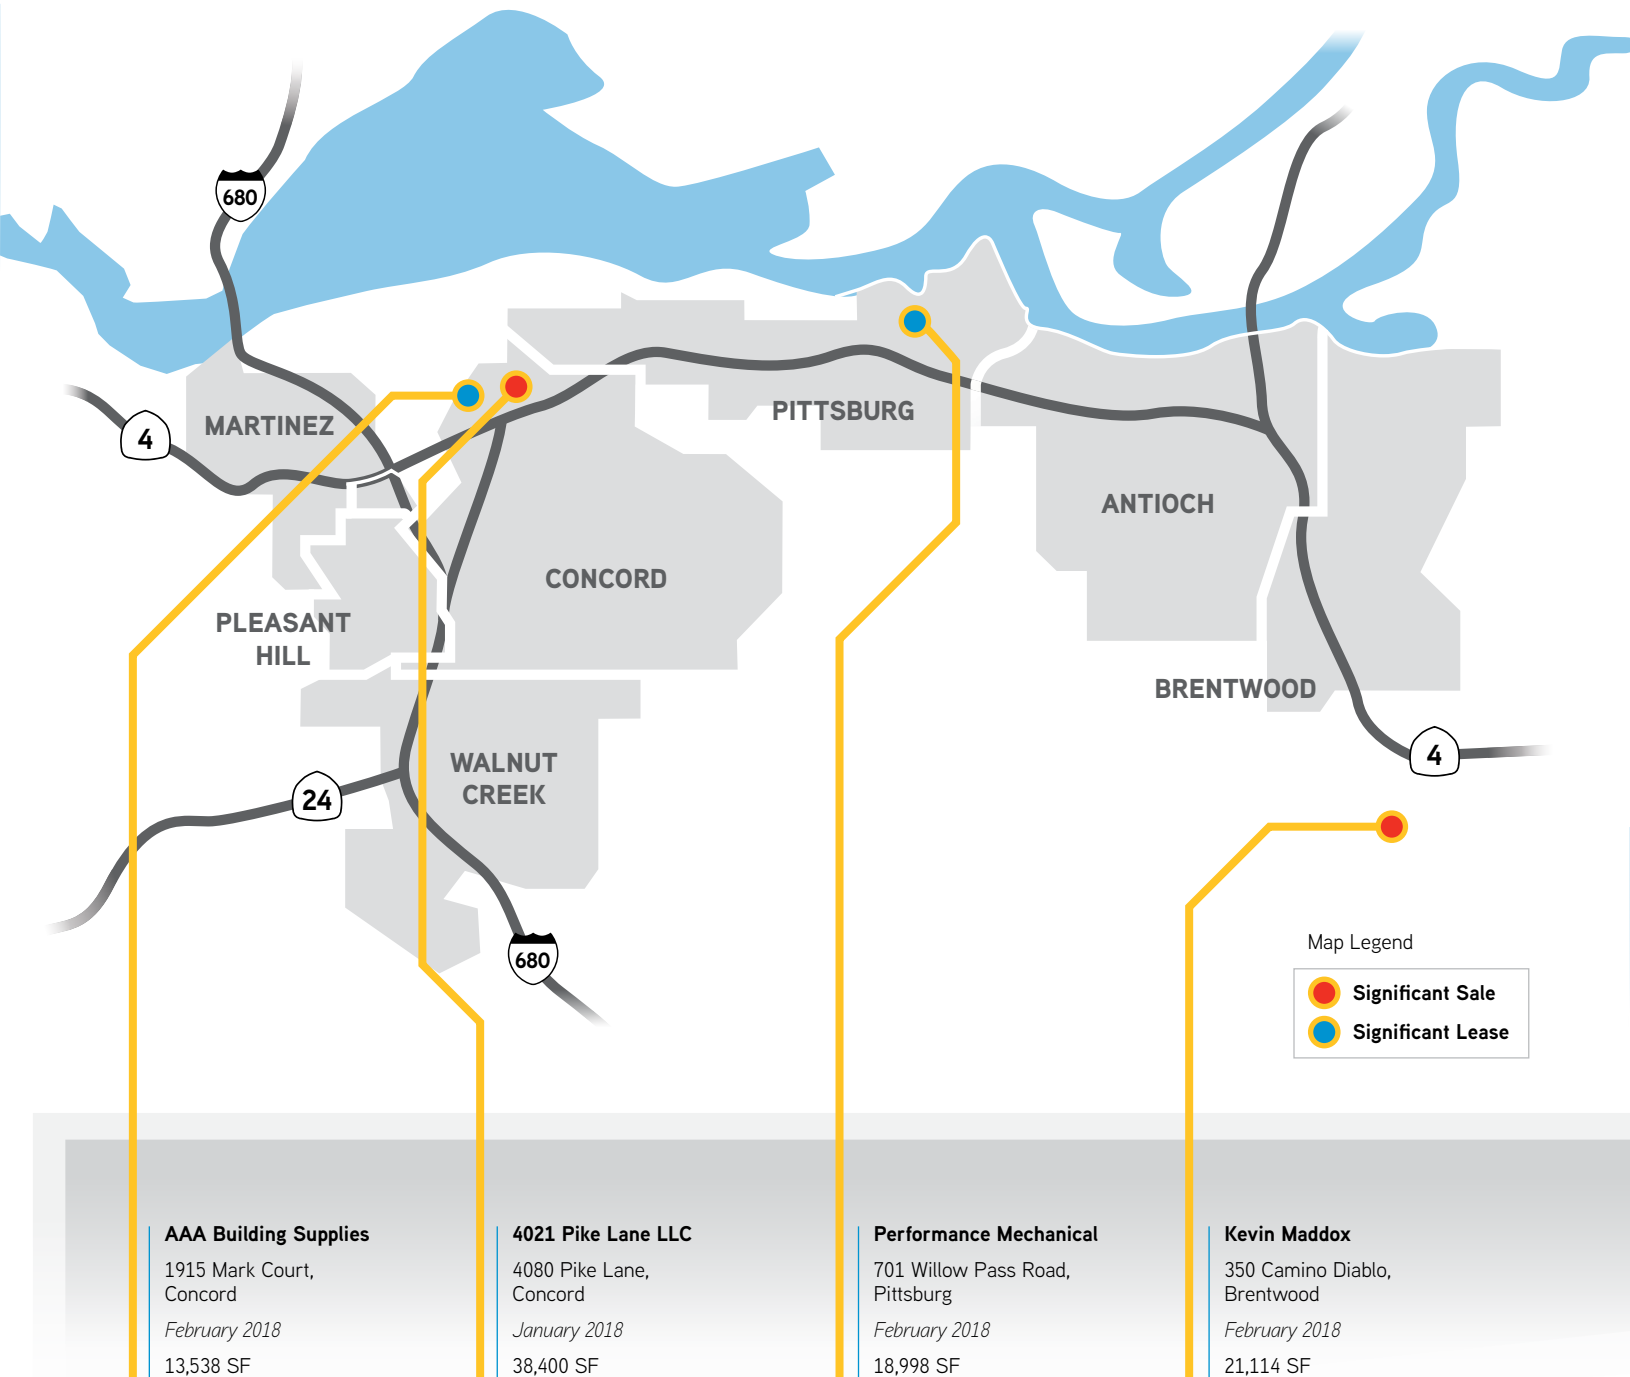 680
MARTINEZ
4
PITTSBURG
ANTIOCH
CONCORD
PLEASANT
HILL
BRENTWOOD
WALNUT
CREEK
24
4
680
Map Legend
Significant Sale
Significant Lease
AAA Building Supplies
1915 Mark Court,
Concord
February 2018
13,538 SF
4021 Pike Lane LLC
4080 Pike Lane,
Concord
January 2018
38,400 SF
Performance Mechanical
701 Willow Pass Road,
Pittsburg
February 2018
18,998 SF
Kevin Maddox
350 Camino Diablo,
Brentwood
February 2018
21,114 SF